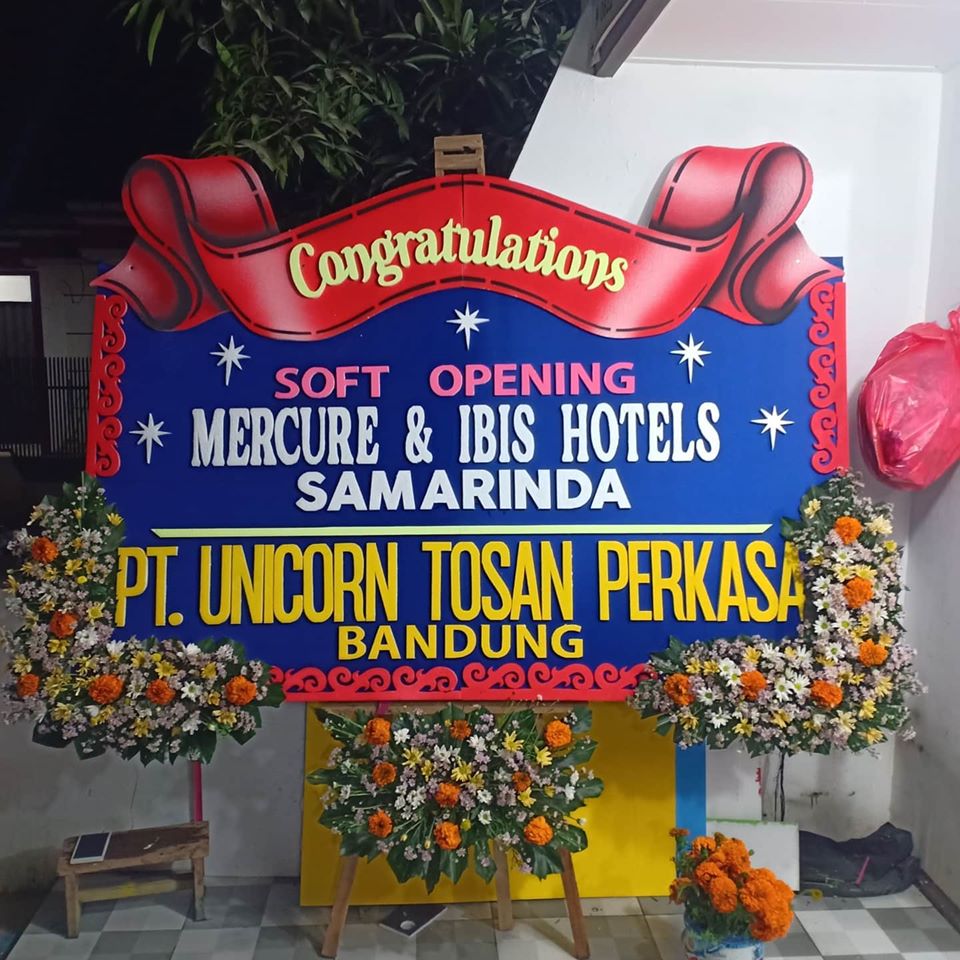 Congratulations
SOFT OPENING
MERCURE & IBIS HOTELS
SAMARINDA
PT. UNICORN TOSAN PERKASA
BANDUNG